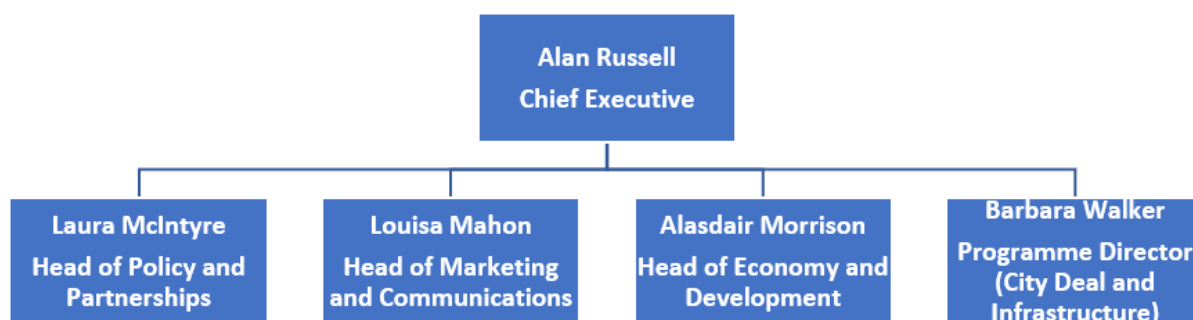 Alan Russell
Chief Executive
Laura McIntyre
Head of Policy and
Partnerships
Louisa Mahon
Head of Marketing
and Communications
Alasdair Morrison
Head of Economy and
Development
Barbara Walker
Programme Director
(City Deal and
Infrastructure)